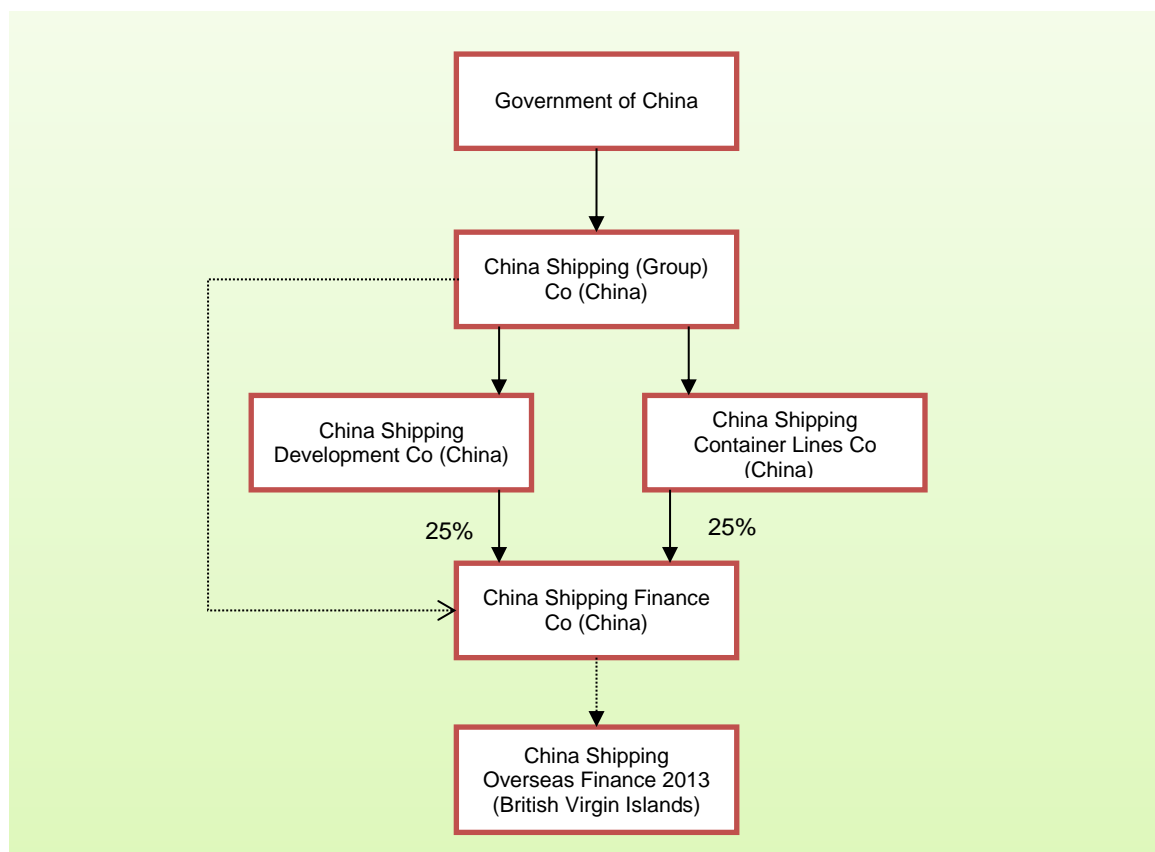 Government of China
China Shipping (Group)
Co (China)
China Shipping
Development Co (China)
China Shipping
Container Lines Co
(China)
25%
25%
China Shipping Finance
Co (China)
China Shipping
Overseas Finance 2013
(British Virgin Islands)